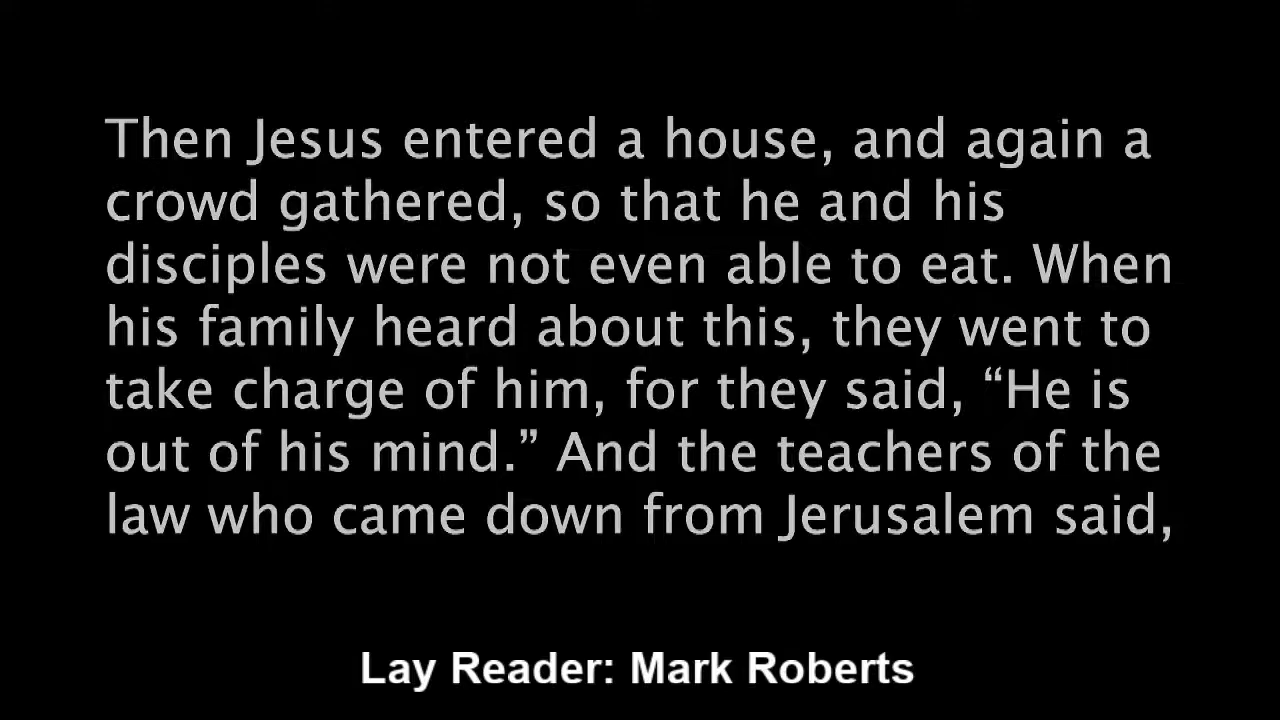 Then Jesus entered a house, and again a
crowd gathered, so that he and his
disciples were not even able to eat. When
his family heard about this, they went to
take charge of him, for they said, “He is
out of his mind.” And the teachers of the
law who came down from Jerusalem said,
Lay Reader: Mark Roberts